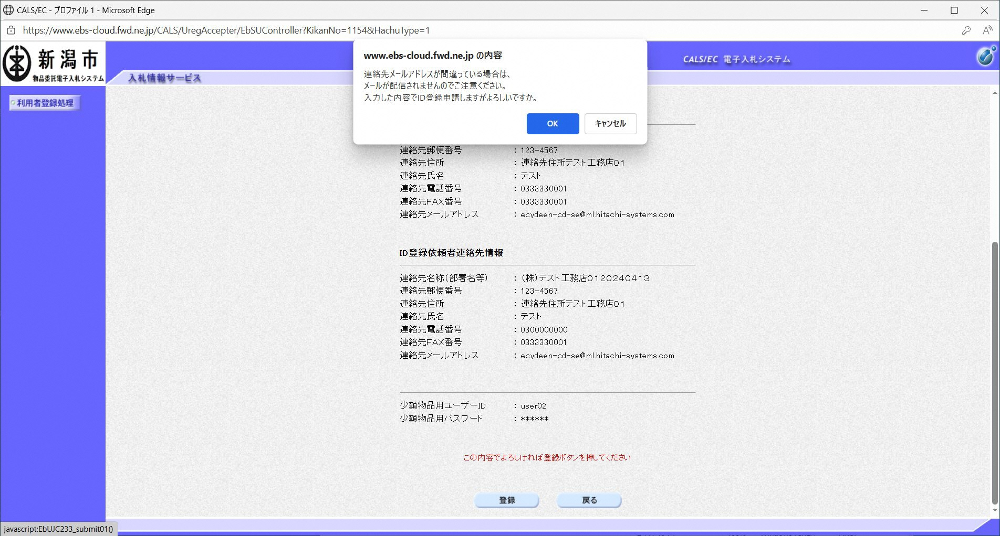 CALS/EC - プロファイル 1 - Microsoft Edge
https://www.ebs-cloud.fwd.ne.jp/CALS/UregAccepter/EbSUController?KikanNo=1154&HachuType=1
新潟市
物品委託電子入札システム
入札情報サービス
CALS/EC 電子入札システム
利用者登録処理
www.ebs-cloud.fwd.ne.jp の内容
連絡先メールアドレスが間違っている場合は、
メールが配信されませんのでご注意ください。
入力した内容でID登録申請しますがよろしいですか。
OK キャンセル
連絡先郵便番号 : 123-4567
連絡先住所 : 連絡先住所テスト工務店０１
連絡先氏名 : テスト
連絡先電話番号 : 0333330001
連絡先FAX番号 : 0333330001
連絡先メールアドレス : ecydeen-cd-se@ml.hitachi-systems.com
ID登録依頼者連絡先情報
連絡先名称(部署名等) : （株）テスト工務店０１２０２４０４１３
連絡先郵便番号 : 123-4567
連絡先住所 : 連絡先住所テスト工務店０１
連絡先氏名 : テスト
連絡先電話番号 : 0300000000
連絡先FAX番号 : 0333330001
連絡先メールアドレス : ecydeen-cd-se@ml.hitachi-systems.com
少額物品用ユーザーID : user02
少額物品用パスワード : ******
この内容でよろしければ登録ボタンを押してください
登録 戻る
javascript:EbUJC233_submit01()